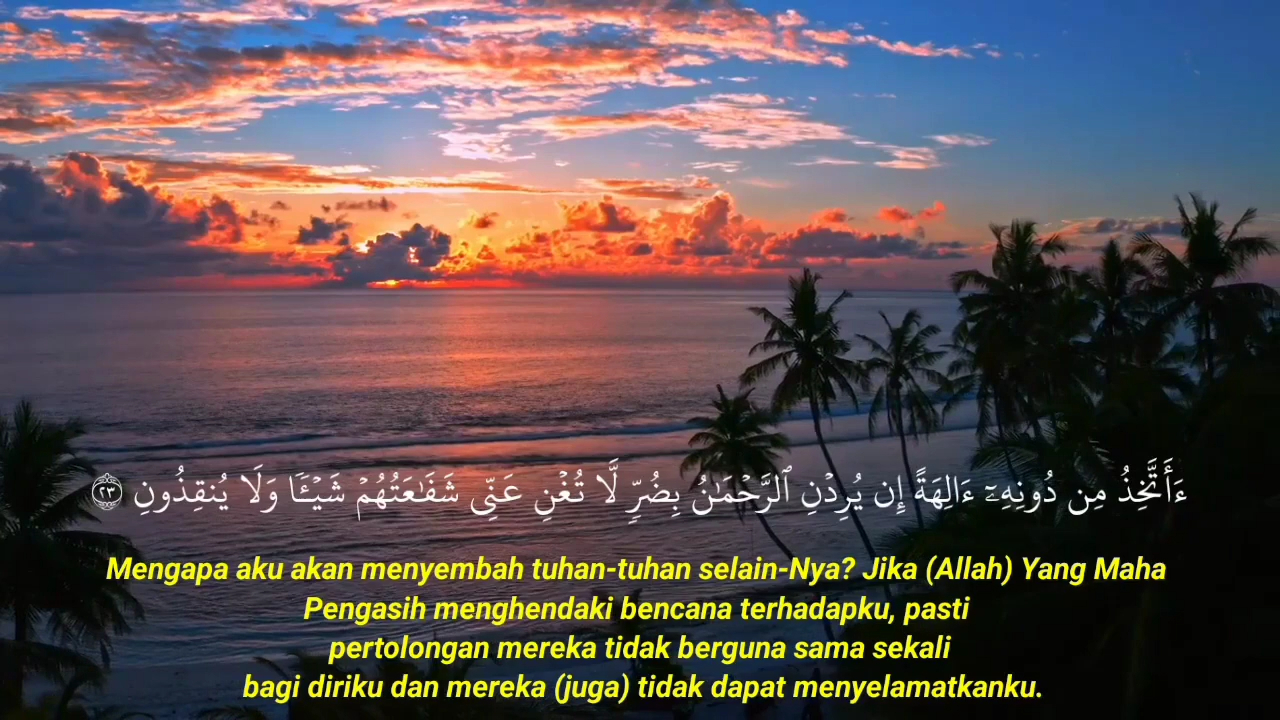 ءَأَتَّخِذُ مِن دُونِهِۦٓ ءَالِهَةً إِن يُرِدْنِ ٱلرَّحْمَـٰنُ بِضُرٍّ لَّا تُغْنِ عَنِّى شَفَـٰعَتُهُمْ شَيْـًٔا وَلَا يُنقِذُونِ ٢٣
Mengapa aku akan menyembah tuhan-tuhan selain-Nya? Jika (Allah) Yang Maha
Pengasih menghendaki bencana terhadapku, pasti
pertolongan mereka tidak berguna sama sekali
bagi diriku dan mereka (juga) tidak dapat menyelamatkanku.